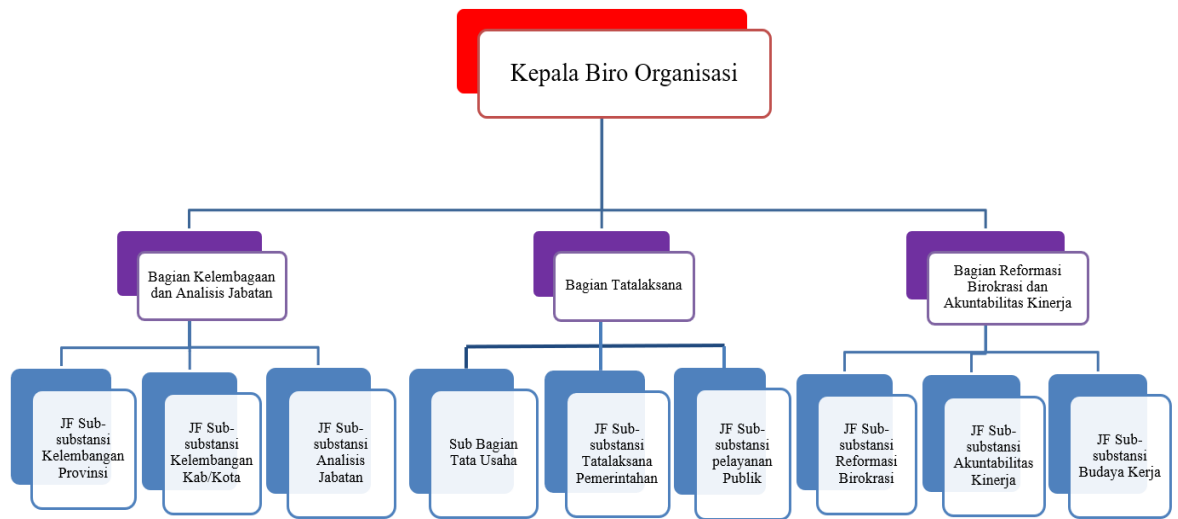 Kepala Biro Organisasi
Bagian Kelembagaan
dan Analisis Jabatan
Bagian Tatalaksana
Bagian Reformasi
Birokrasi dan
Akuntabilitas Kinerja
JF Sub-
substansi
Kelembangan
Provinsi
JF Sub-
substansi
Kelembangan
Kab/Kota
JF Sub-
substansi
Analisis
Jabatan
Sub Bagian
Tata Usaha
JF Sub-
substansi
Tatalaksana
Pemerintahan
JF Sub-
substansi
pelayanan
Publik
JF Sub-
substansi
Reformasi
Birokrasi
JF Sub-
substansi
Akuntabilitas
Kinerja
JF Sub-
substansi
Budaya Kerja